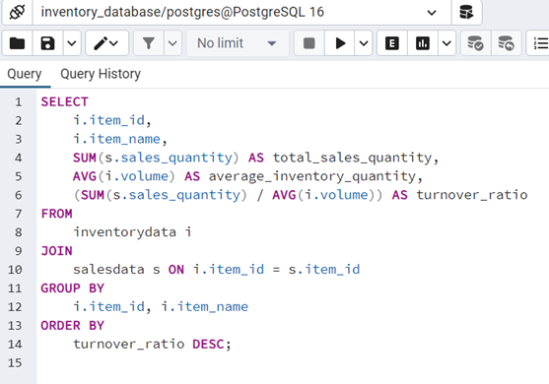 inventory_database/postgres@PostgreSQL 16
No limit
E
Query Query History
1 SELECT
2 i.item_id,
3 i.item_name,
4 SUM(s.sales_quantity) AS total_sales_quantity,
5 AVG(i.volume) AS average_inventory_quantity,
6 (SUM(s.sales_quantity) / AVG(i.volume)) AS turnover_ratio
7 FROM
8 inventorydata i
9 JOIN
10 salesdata s ON i.item_id = s.item_id
11 GROUP BY
12 i.item_id, i.item_name
13 ORDER BY
14 turnover_ratio DESC;
15